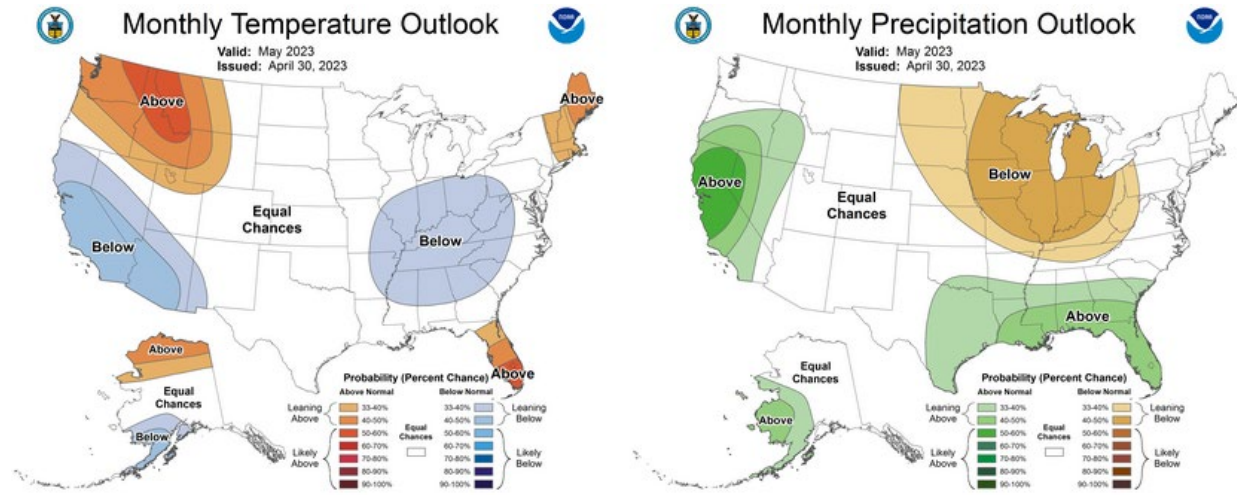 Monthly Temperature Outlook
Valid: May 2023
Issued: April 30, 2023
Above
Above
Equal
Chances
Below
Below
Above
Above
Equal
Chances
Below
Probability (Percent Chance)
Above Normal
Below Normal
Leaning
Above
33-40%
40-50%
50-60%
60-70%
70-80%
80-90%
90-100%
Likely
Above
Equal
Chances
33-40%
40-50%
50-60%
60-70%
70-80%
80-90%
90-100%
Leaning
Below
Likely
Below
noaa
Monthly Precipitation Outlook
Valid: May 2023
Issued: April 30, 2023
Above
Below
Equal
Chances
Above
Equal
Chances
Above
Probability (Percent Chance)
Above Normal
Below Normal
Leaning
Above
33-40%
40-50%
50-60%
60-70%
70-80%
80-90%
90-100%
Likely
Above
Equal
Chances
33-40%
40-50%
50-60%
60-70%
70-80%
80-90%
90-100%
Leaning
Below
Likely
Below
noaa